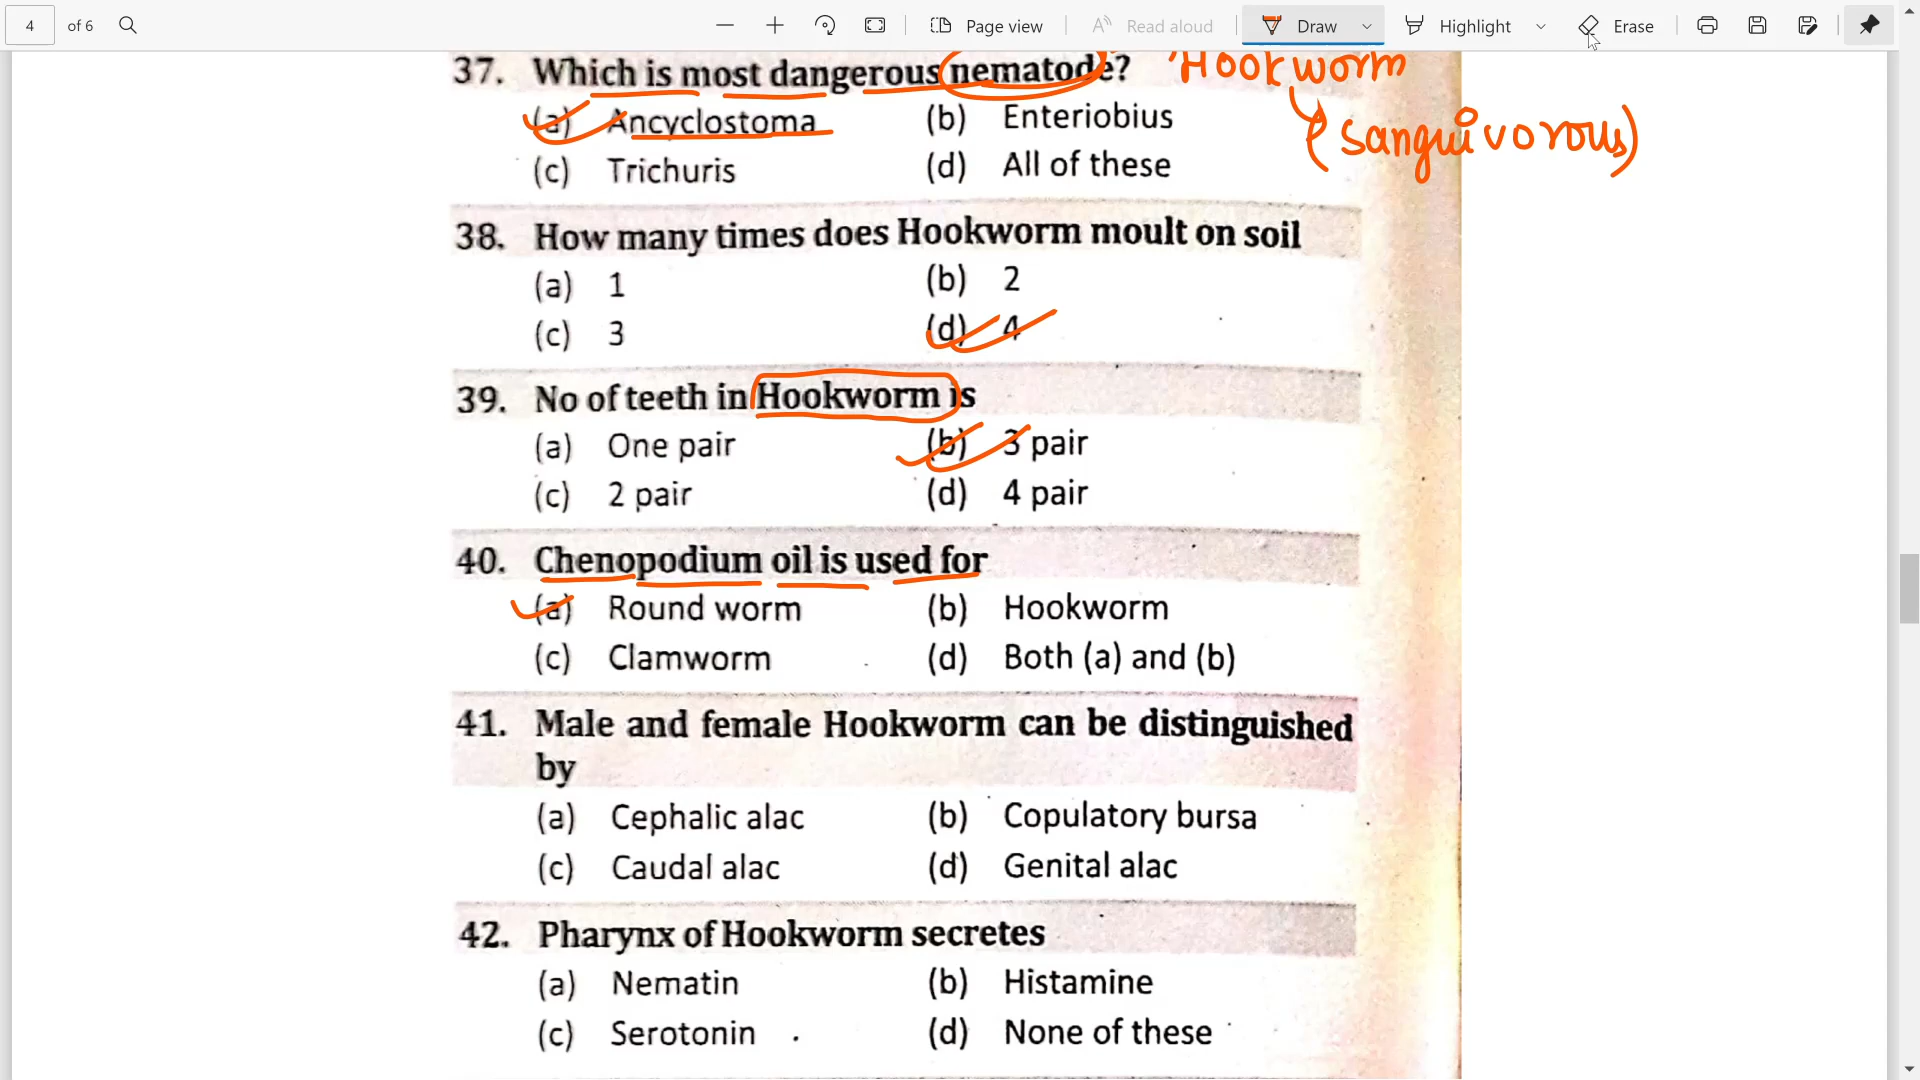 4 of 6 Page view Read aloud Draw Highlight Erase
37. Which is most dangerous nematode? Hookworm
(a) Ancyclostoma (b) Enteriobius (sanguivorous)
(c) Trichuris (d) All of these
38. How many times does Hookworm moult on soil
(a) 1 (b) 2
(c) 3 (d) 4
39. No of teeth in Hookworm is
(a) One pair (b) 3 pair
(c) 2 pair (d) 4 pair
40. Chenopodium oil is used for
(a) Round worm (b) Hookworm
(c) Clamworm (d) Both (a) and (b)
41. Male and female Hookworm can be distinguished
by
(a) Cephalic alac (b) Copulatory bursa
(c) Caudal alac (d) Genital alac
42. Pharynx of Hookworm secretes
(a) Nematin (b) Histamine
(c) Serotonin (d) None of these